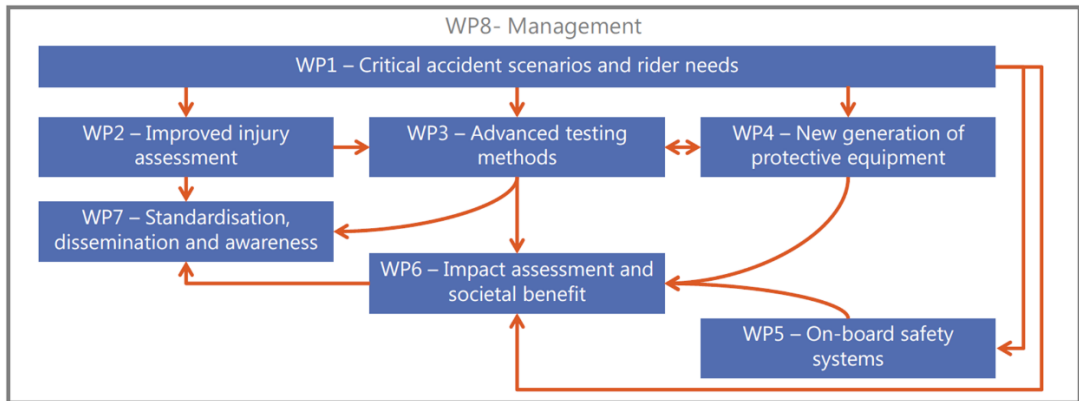 WP8- Management
WP1 – Critical accident scenarios and rider needs
WP2 – Improved injury
assessment
WP3 – Advanced testing
methods
WP4 – New generation of
protective equipment
WP7 – Standardisation,
dissemination and awareness
WP6 – Impact assessment and
societal benefit
WP5 – On-board safety
systems